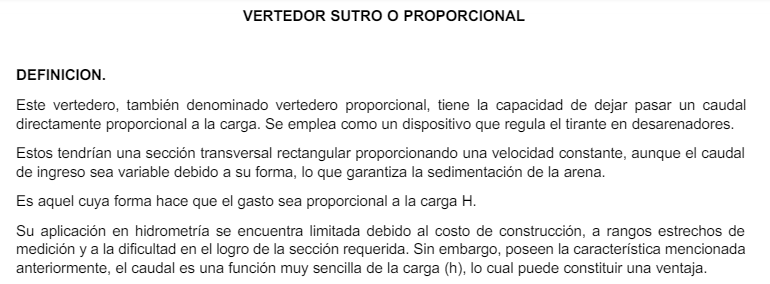 VERTEDOR SUTRO O PROPORCIONAL
DEFINICION.
Este vertedero, también denominado vertedero proporcional, tiene la capacidad de dejar pasar un caudal
directamente proporcional a la carga. Se emplea como un dispositivo que regula el tirante en desarenadores.
Estos tendrían una sección transversal rectangular proporcionando una velocidad constante, aunque el caudal
de ingreso sea variable debido a su forma, lo que garantiza la sedimentación de la arena.
Es aquel cuya forma hace que el gasto sea proporcional a la carga H.
Su aplicación en hidrometría se encuentra limitada debido al costo de construcción, a rangos estrechos de
medición y a la dificultad en el logro de la sección requerida. Sin embargo, poseen la característica mencionada
anteriormente, el caudal es una función muy sencilla de la carga (h), lo cual puede constituir una ventaja.